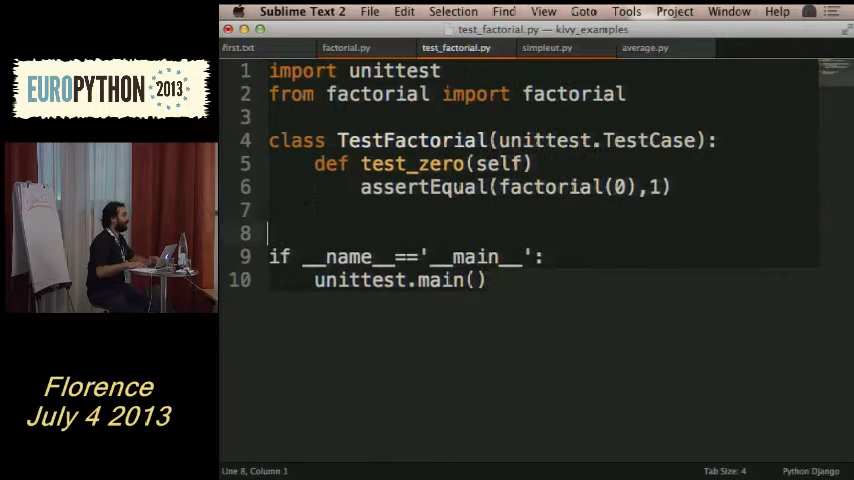 Sublime Text 2 File Edit Selection Find View Goto Tools Project Window Help
test_factorial.py — kivy_examples
first.txt factorial.py test_factorial.py simpleut.py average.py
EUROPYTHON 2013
1 import unittest
2 from factorial import factorial
3
4 class TestFactorial(unittest.TestCase):
5 def test_zero(self)
6 assertEqual(factorial(0),1)
7
8
9 if __name__=='__main__':
10 unittest.main()
Florence
July 4 2013
Line 8, Column 1 Tab Size: 4 Python Django